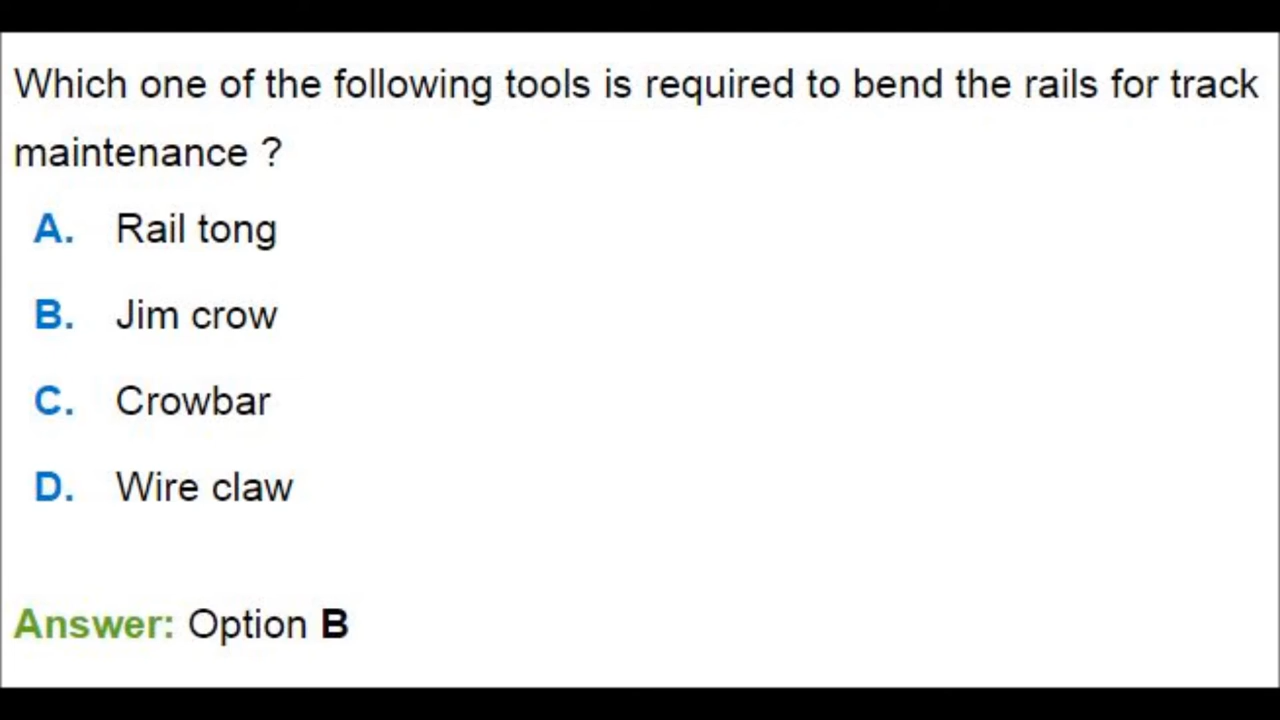 Which one of the following tools is required to bend the rails for track
maintenance ?
A. Rail tong
B. Jim crow
C. Crowbar
D. Wire claw
Answer: Option B